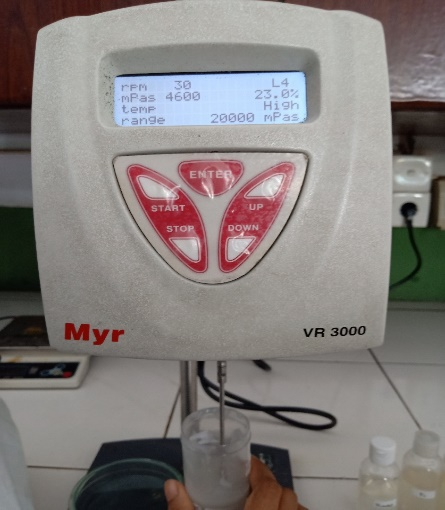 rpm 30 L4
mPas 4600 23.0%
temp High
range 20000 mPas
ENTER
START UP
STOP DOWN
Myr VR 3000